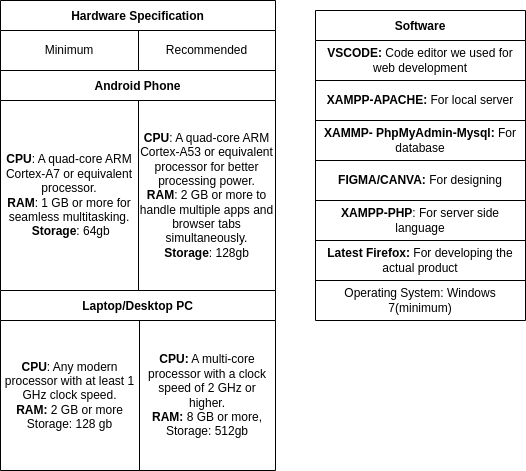 Hardware Specification
Minimum
Recommended
Android Phone
CPU: A quad-core ARM
Cortex-A7 or equivalent
processor.
RAM: 1 GB or more for
seamless multitasking.
Storage: 64gb
CPU: A quad-core ARM
Cortex-A53 or equivalent
processor for better
processing power.
RAM: 2 GB or more to
handle multiple apps and
browser tabs
simultaneously.
Storage: 128gb
Laptop/Desktop PC
CPU: Any modern
processor with at least 1
GHz clock speed.
RAM: 2 GB or more
Storage: 128 gb
CPU: A multi-core
processor with a clock
speed of 2 GHz or
higher.
RAM: 8 GB or more,
Storage: 512gb
Software
VSCODE: Code editor we used for
web development
XAMPP-APACHE: For local server
XAMMP- PhpMyAdmin-Mysql: For
database
FIGMA/CANVA: For designing
XAMPP-PHP: For server side
language
Latest Firefox: For developing the
actual product
Operating System: Windows
7(minimum)